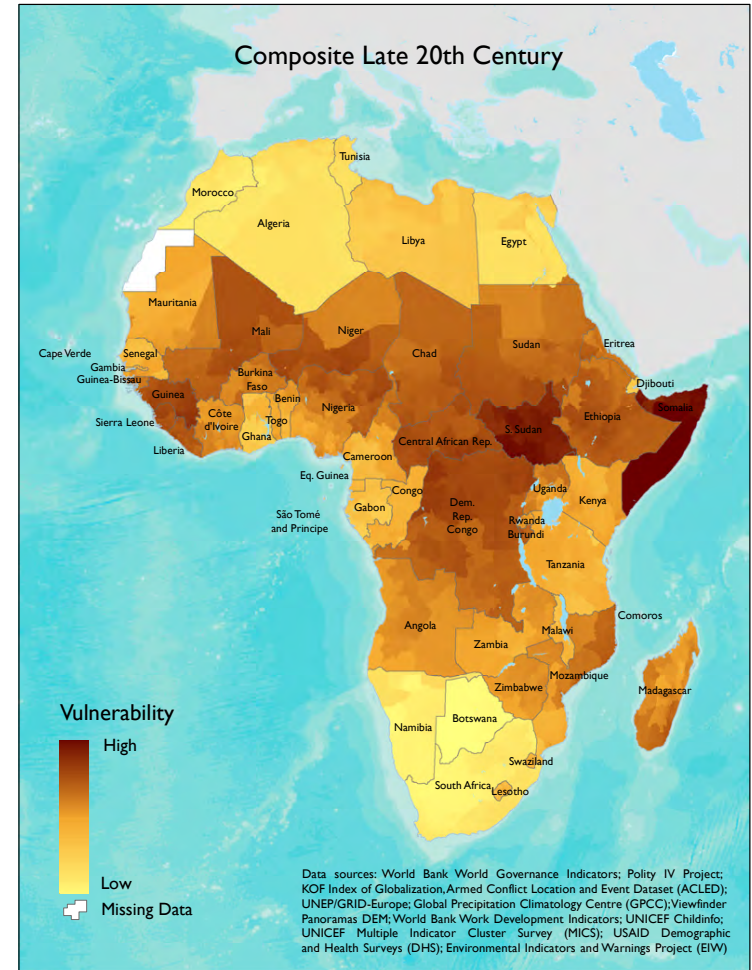 Composite Late 20th Century
Tunisia
Morocco
Algeria
Libya
Egypt
Mauritania
Mali
Niger
Chad
Sudan
Eritrea
Cape Verde
Senegal
Gambia
Guinea-Bissau
Guinea
Burkina
Faso
Benin
Nigeria
Djibouti
Somalia
Ethiopia
Sierra Leone
Côte
d'Ivoire
Togo
Ghana
Liberia
Central African Rep.
S. Sudan
Cameroon
Eq. Guinea
Congo
Gabon
Dem.
Rep.
Congo
Uganda
Kenya
São Tomé
and Principe
Rwanda
Burundi
Tanzania
Comoros
Angola
Malawi
Zambia
Mozambique
Zimbabwe
Madagascar
Namibia
Botswana
Swaziland
South Africa
Lesotho
Vulnerability
High
Low
Missing Data
Data sources: World Bank World Governance Indicators; Polity IV Project;
KOF Index of Globalization, Armed Conflict Location and Event Dataset (ACLED);
UNEP/GRID-Europe; Global Precipitation Climatology Centre (GPCC); Viewfinder
Panoramas DEM; World Bank Work Development Indicators; UNICEF Childinfo;
UNICEF Multiple Indicator Cluster Survey (MICS); USAID Demographic
and Health Surveys (DHS); Environmental Indicators and Warnings Project (EIW)